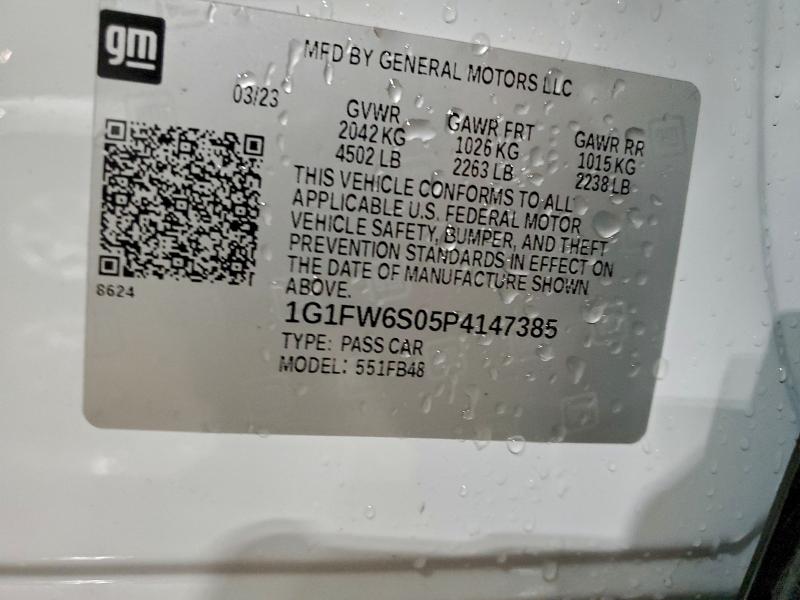 gm
MFD BY GENERAL MOTORS LLC
03/23
GVWR GAWR FRT GAWR RR
2042 KG 1026 KG 1015 KG
4502 LB 2263 LB 2238 LB
THIS VEHICLE CONFORMS TO ALL
APPLICABLE U.S. FEDERAL MOTOR
VEHICLE SAFETY, BUMPER, AND THEFT
PREVENTION STANDARDS IN EFFECT ON
THE DATE OF MANUFACTURE SHOWN
ABOVE.
8624
1G1FW6S05P4147385
TYPE: PASS CAR
MODEL: 551FB48